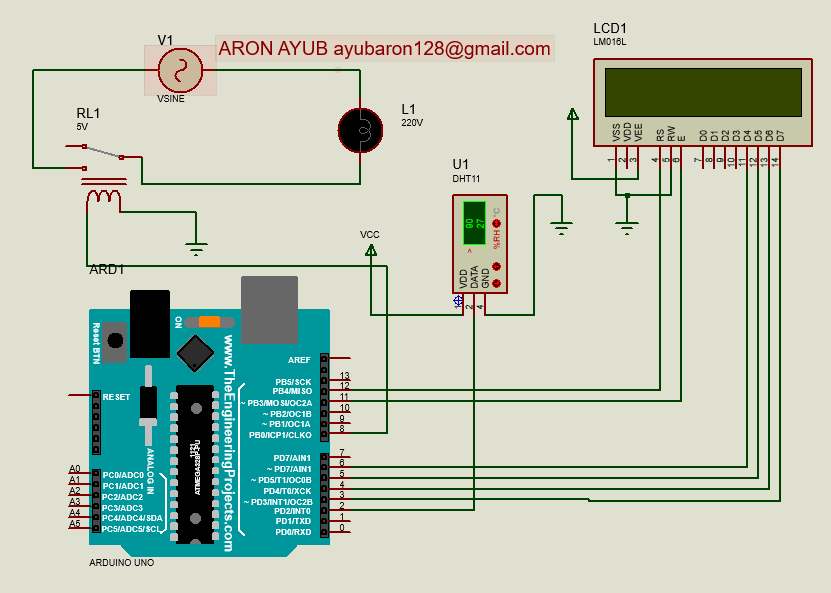 V1
ARON AYUB ayubaron128@gmail.com
VSINE
RL1
5V
L1
220V
LCD1
LM016L
VSS
VDD
VEE
RS
RW
E
D0
D1
D2
D3
D4
D5
D6
D7
1
2
3
4
5
6
7
8
9
10
11
12
13
14
U1
DHT11
90
27
>
%RH
°C
VDD
DATA
GND
1
2
4
VCC
ARD1
Reset BTN
ON
www.TheEngineeringProjects.com
1121
ATMEGA328P-PU
ANALOG IN
RESET
AREF
PB5/SCK
13
PB4/MISO
12
~ PB3/MOSI/OC2A
11
~ PB2/OC1B
10
~ PB1/OC1A
9
PB0/ICP1/CLKO
8
PD7/AIN1
7
~ PD7/AIN1
6
~ PD5/T1/OC0B
5
PD4/T0/XCK
4
~ PD3/INT1/OC2B
3
PD2/INT0
2
PD1/TXD
1
PD0/RXD
0
A0
PC0/ADC0
A1
PC1/ADC1
A2
PC2/ADC2
A3
PC3/ADC3
A4
PC4/ADC4/SDA
A5
PC5/ADC5/SCL
ARDUINO UNO